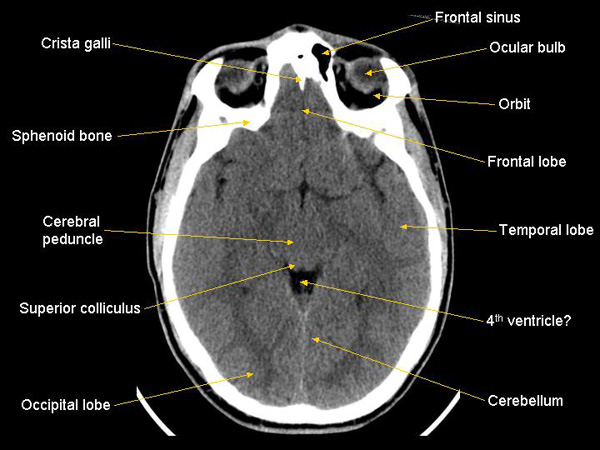 Frontal sinus
Crista galli
Ocular bulb
Orbit
Sphenoid bone
Frontal lobe
Cerebral
peduncle
Temporal lobe
Superior colliculus
4th ventricle?
Occipital lobe
Cerebellum